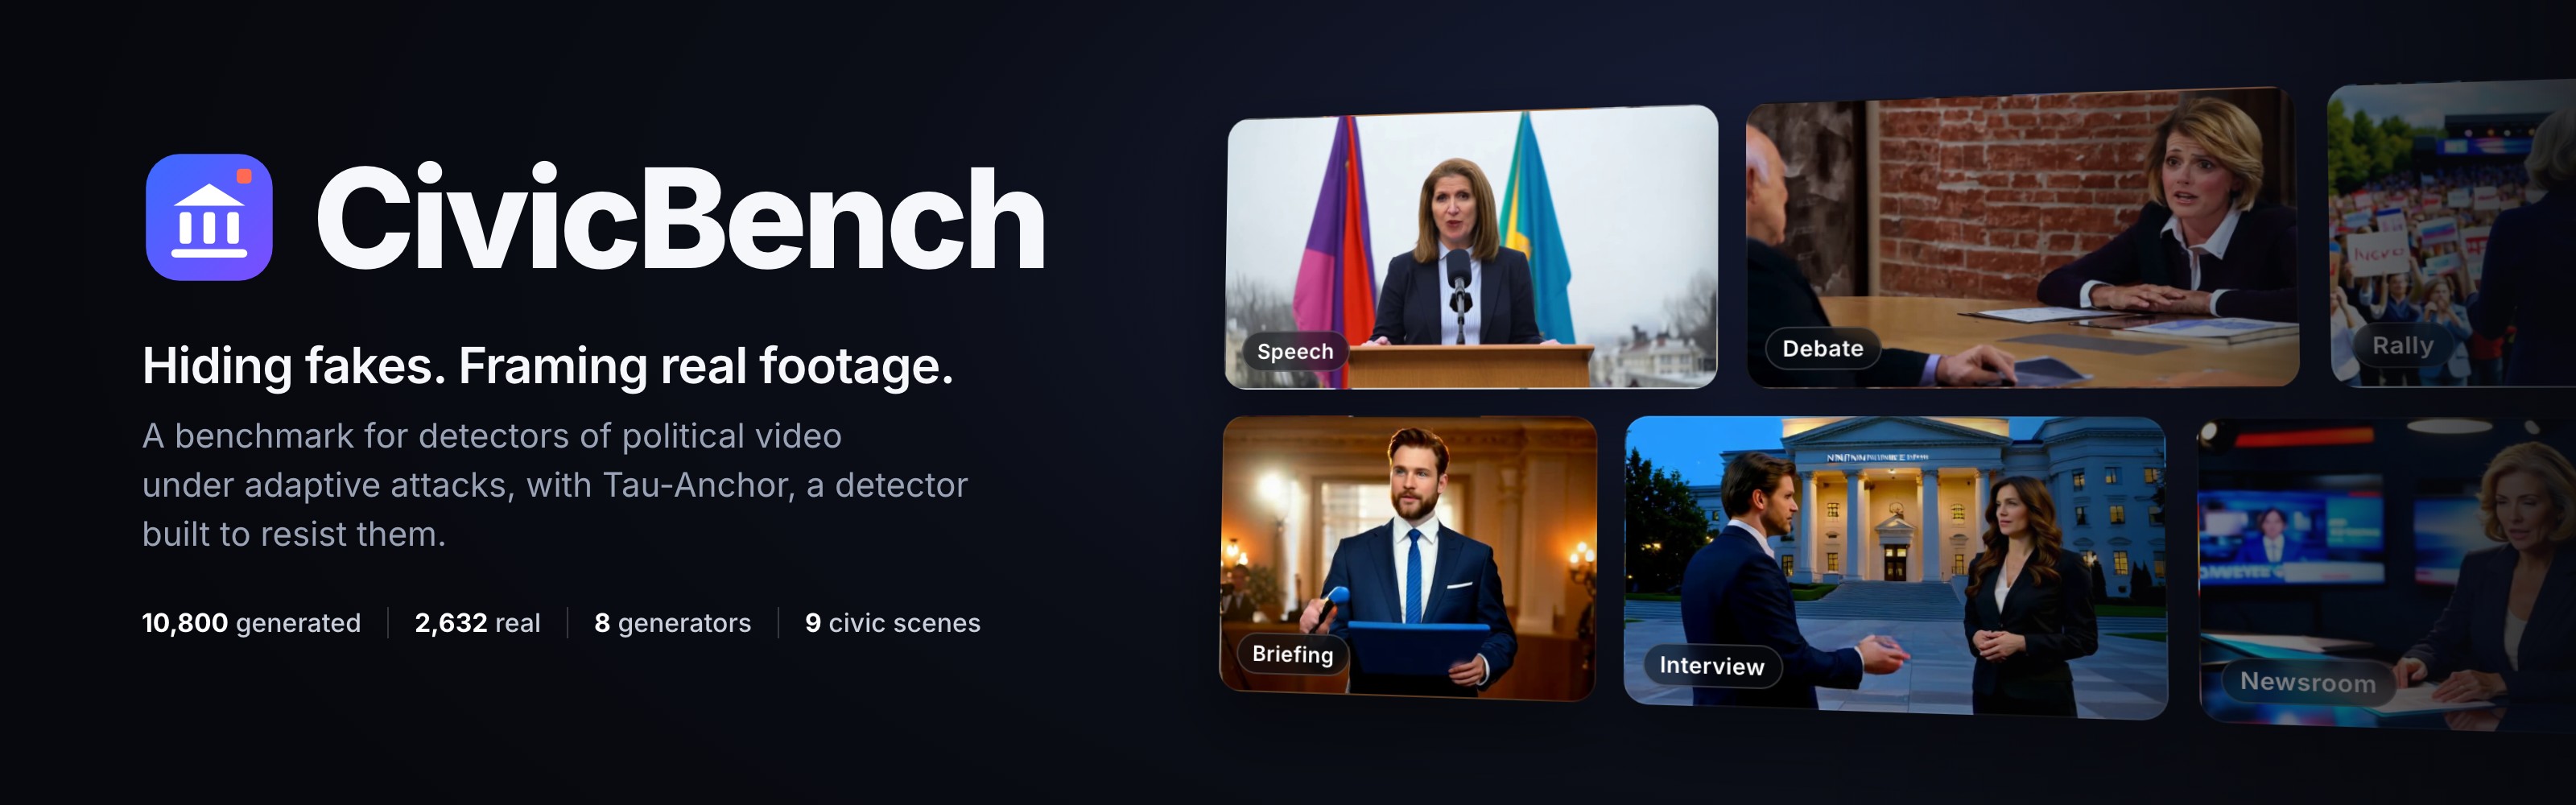 CivicBench
Hiding fakes. Framing real footage.
A benchmark for detectors of political video
under adaptive attacks, with Tau-Anchor, a detector
built to resist them.
10,800 generated
2,632 real
8 generators
9 civic scenes
Speech
Debate
Rally
Briefing
Interview
Newsroom